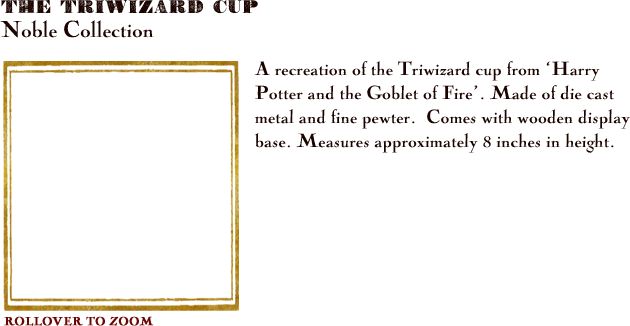 THE TRIWIZARD CUP
Noble Collection
A recreation of the Triwizard cup from ‘Harry
Potter and the Goblet of Fire’. Made of die cast
metal and fine pewter.  Comes with wooden display
base. Measures approximately 8 inches in height.
ROLLOVER TO ZOOM